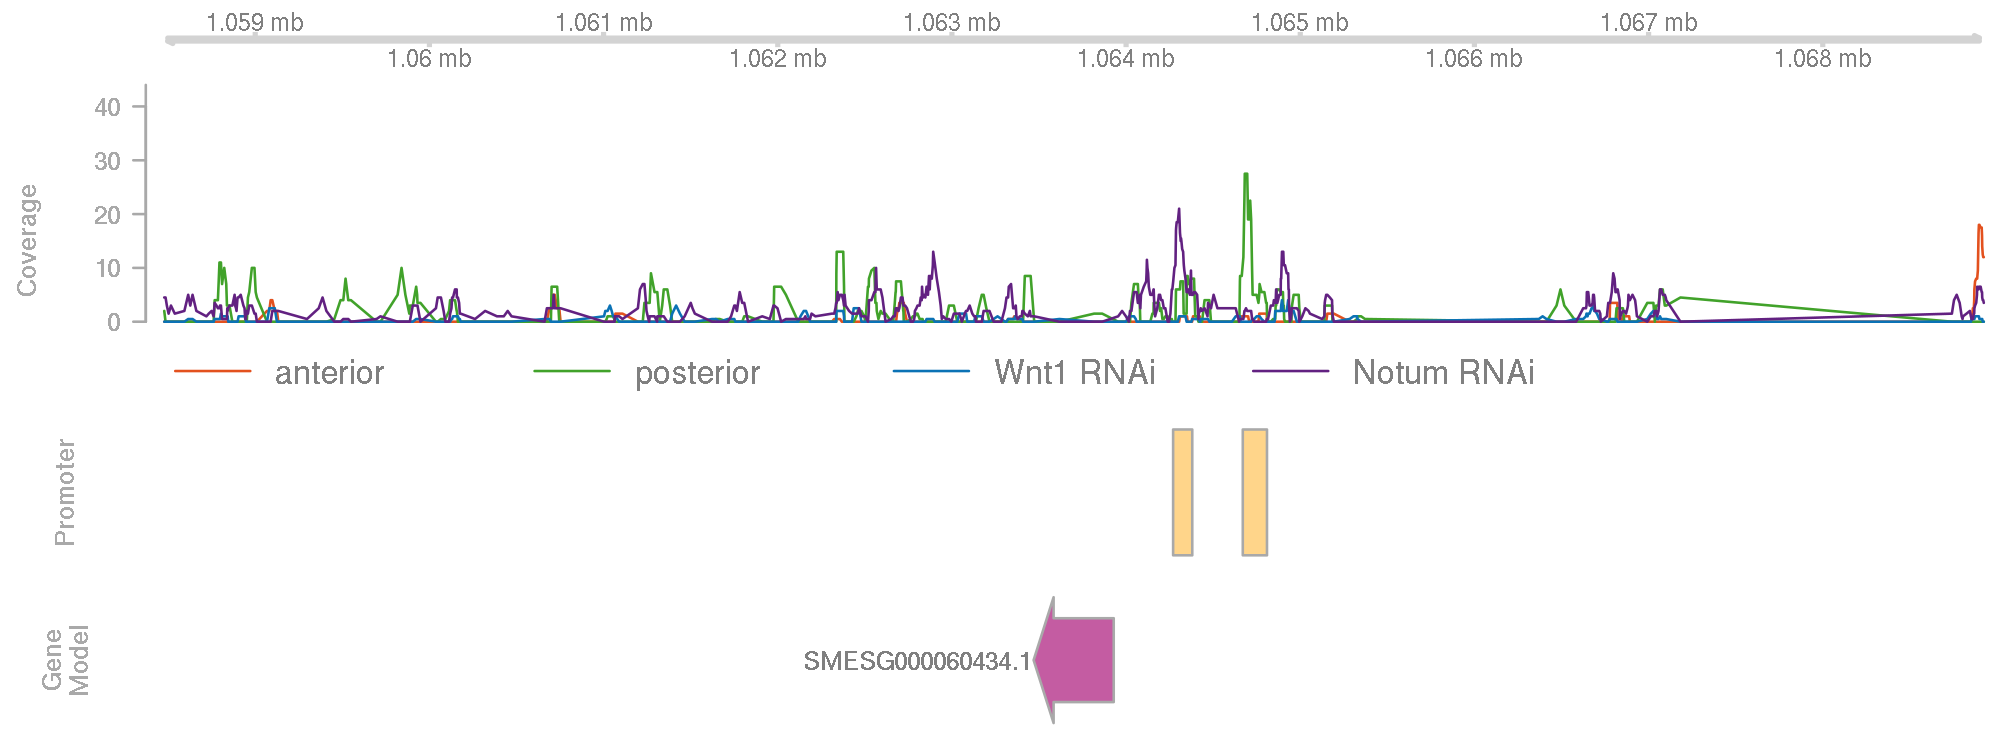 1.059 mb 1.061 mb 1.063 mb 1.065 mb 1.067 mb
1.06 mb 1.062 mb 1.064 mb 1.066 mb 1.068 mb
Coverage
40
30
20
10
0
anterior posterior Wnt1 RNAi Notum RNAi
Promoter
Gene
Model
SMESG000060434.1